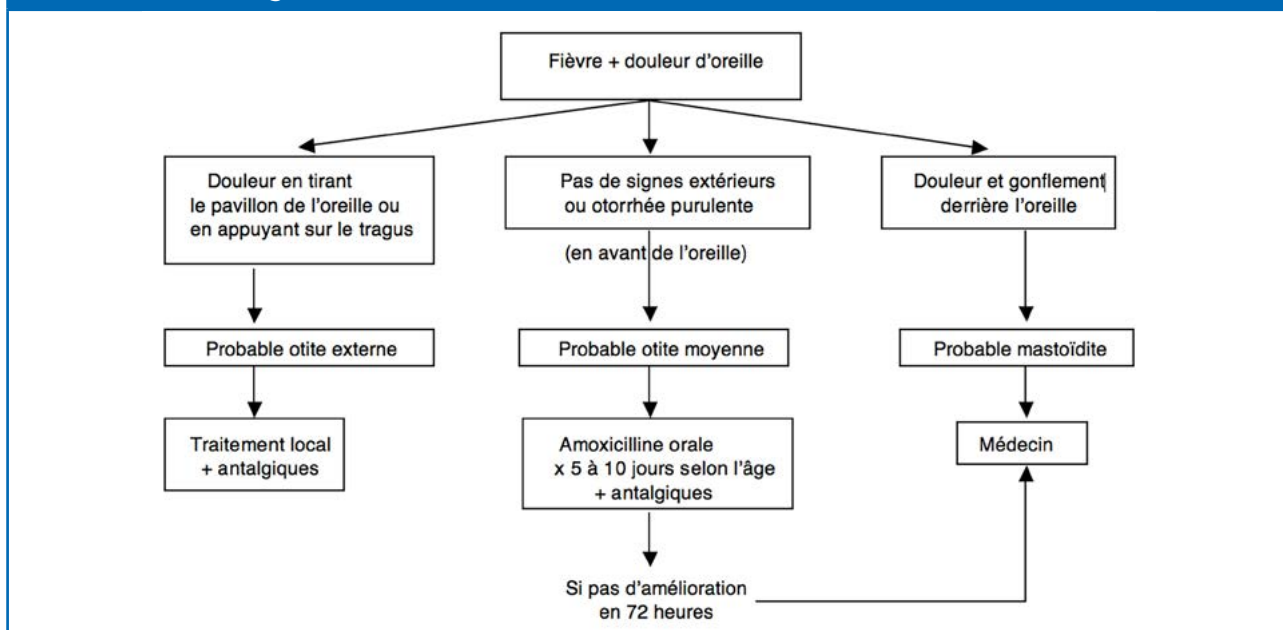 Fièvre + douleur d'oreille
Douleur en tirant
le pavillon de l'oreille ou
en appuyant sur le tragus
Pas de signes extérieurs
ou otorrhée purulente
Douleur et gonflement
derrière l'oreille
(en avant de l'oreille)
Probable otite externe
Probable otite moyenne
Probable mastoïdite
Traitement local
+ antalgiques
Amoxicilline orale
x 5 à 10 jours selon l'âge
+ antalgiques
Médecin
Si pas d'amélioration
en 72 heures